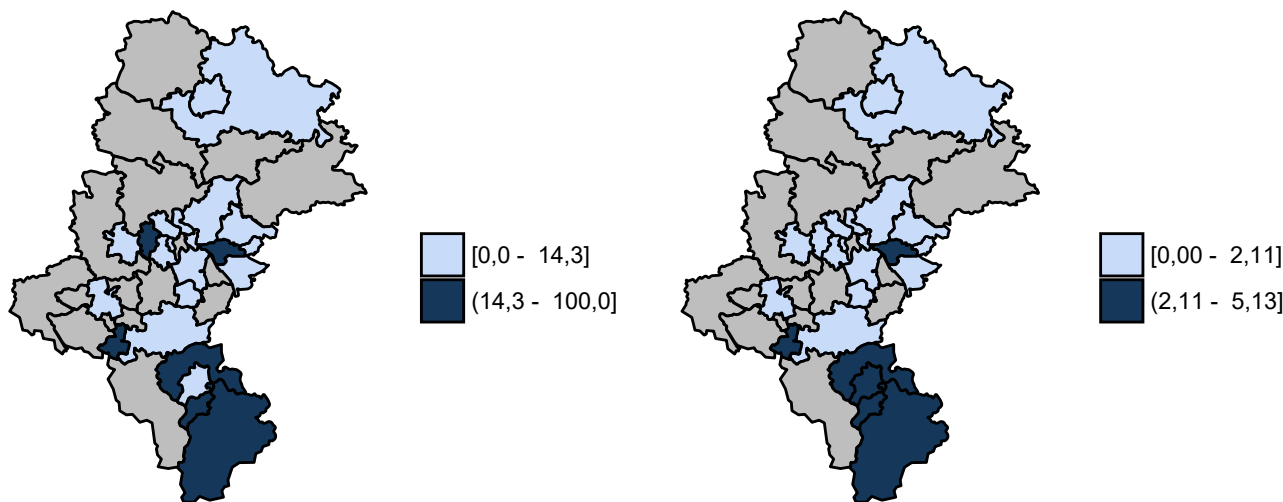 [0,0 - 14,3]
(14,3 - 100,0]
[0,00 - 2,11]
(2,11 - 5,13]